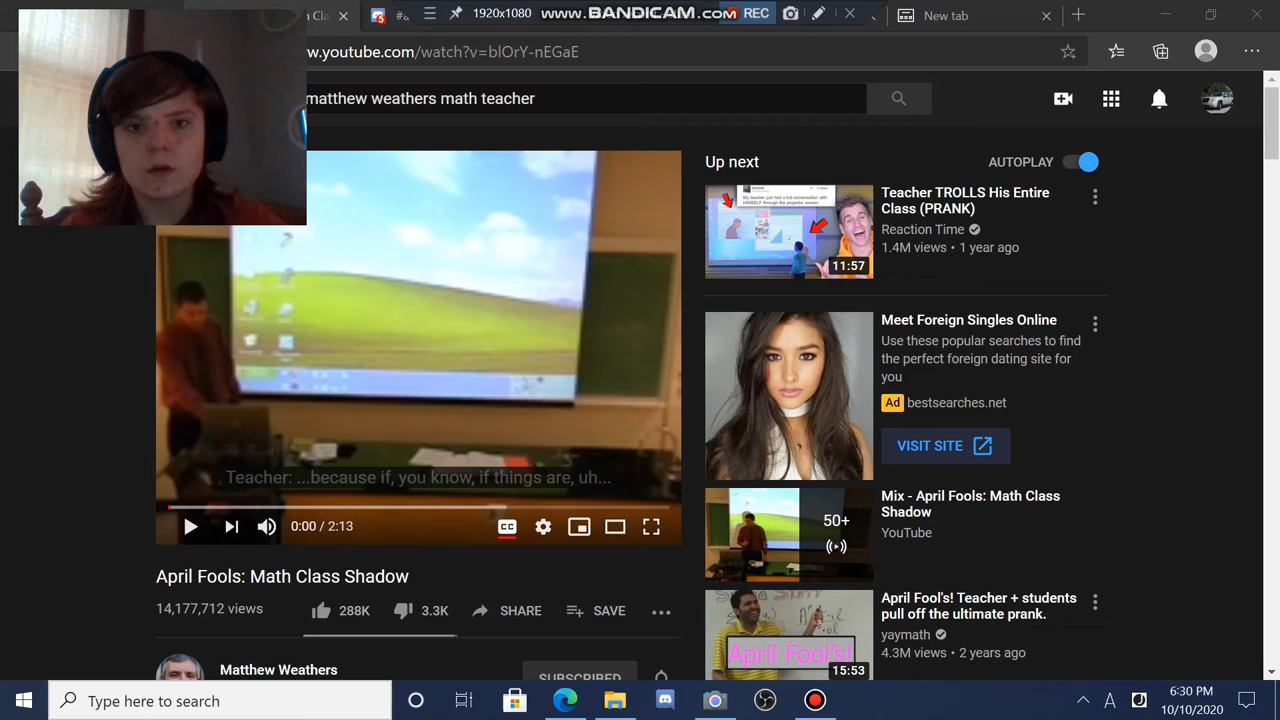 Cla
#a
1920x1080
www.BANDICAM.com
REC
New tab
w.youtube.com/watch?v=blOrY-nEGaE
matthew weathers math teacher
Teacher: ...because if, you know, if things are, uh...
0:00 / 2:13
CC
April Fools: Math Class Shadow
14,177,712 views
288K
3.3K
SHARE
SAVE
Matthew Weathers
SUBSCRIBED
Up next
AUTOPLAY
11:57
Teacher TROLLS His Entire
Class (PRANK)
Reaction Time
1.4M views • 1 year ago
Meet Foreign Singles Online
Use these popular searches to find
the perfect foreign dating site for
you
Ad bestsearches.net
VISIT SITE
50+
Mix - April Fools: Math Class
Shadow
YouTube
April Fool's!
15:53
April Fool's! Teacher + students
pull off the ultimate prank.
yaymath
4.3M views • 2 years ago
Type here to search
A
6:30 PM
10/10/2020